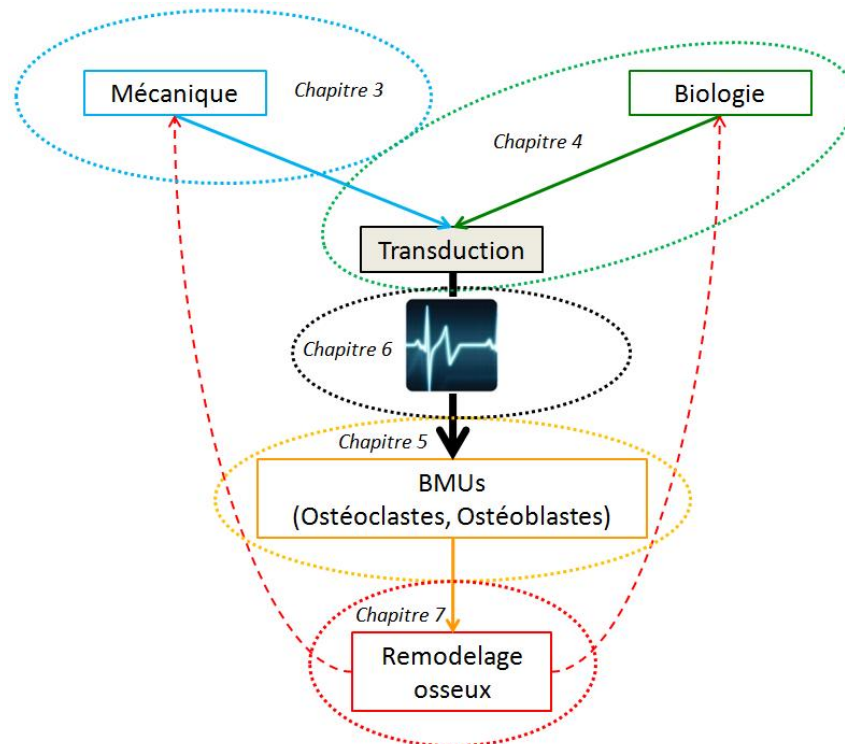 Mécanique
Chapitre 3
Biologie
Chapitre 4
Transduction
Chapitre 6
Chapitre 5
BMUs
(Ostéoclastes, Ostéoblastes)
Chapitre 7
Remodelage
osseux